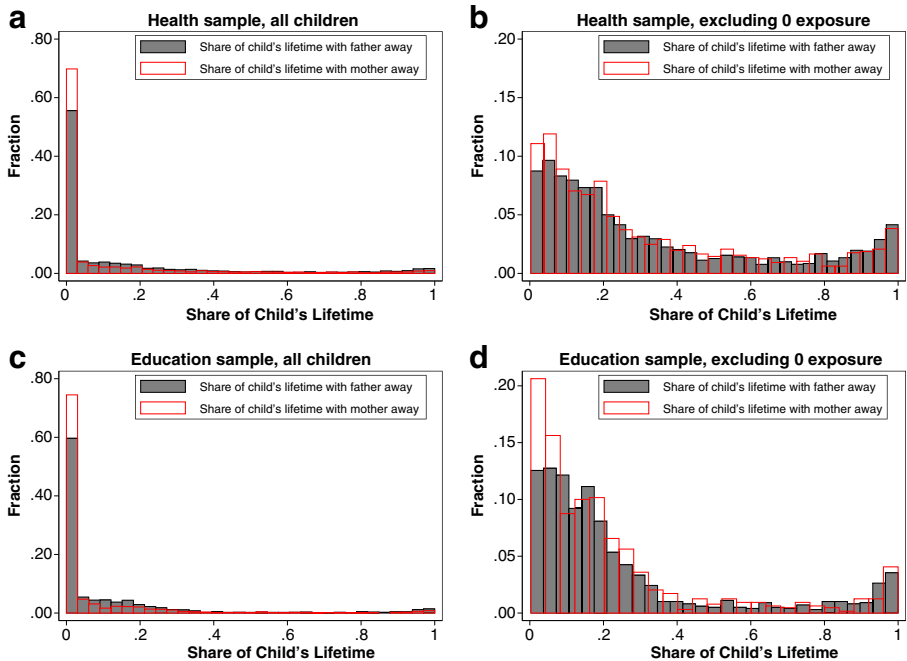 a
Health sample, all children
.80
.60
.40
.20
.00
Fraction
Share of child's lifetime with father away
Share of child's lifetime with mother away
0 .2 .4 .6 .8 1
Share of Child's Lifetime
b
Health sample, excluding 0 exposure
.20
.15
.10
.05
.00
Fraction
Share of child's lifetime with father away
Share of child's lifetime with mother away
0 .2 .4 .6 .8 1
Share of Child's Lifetime
c
Education sample, all children
.80
.60
.40
.20
.00
Fraction
Share of child's lifetime with father away
Share of child's lifetime with mother away
0 .2 .4 .6 .8 1
Share of Child's Lifetime
d
Education sample, excluding 0 exposure
.20
.15
.10
.05
.00
Fraction
Share of child's lifetime with father away
Share of child's lifetime with mother away
0 .2 .4 .6 .8 1
Share of Child's Lifetime